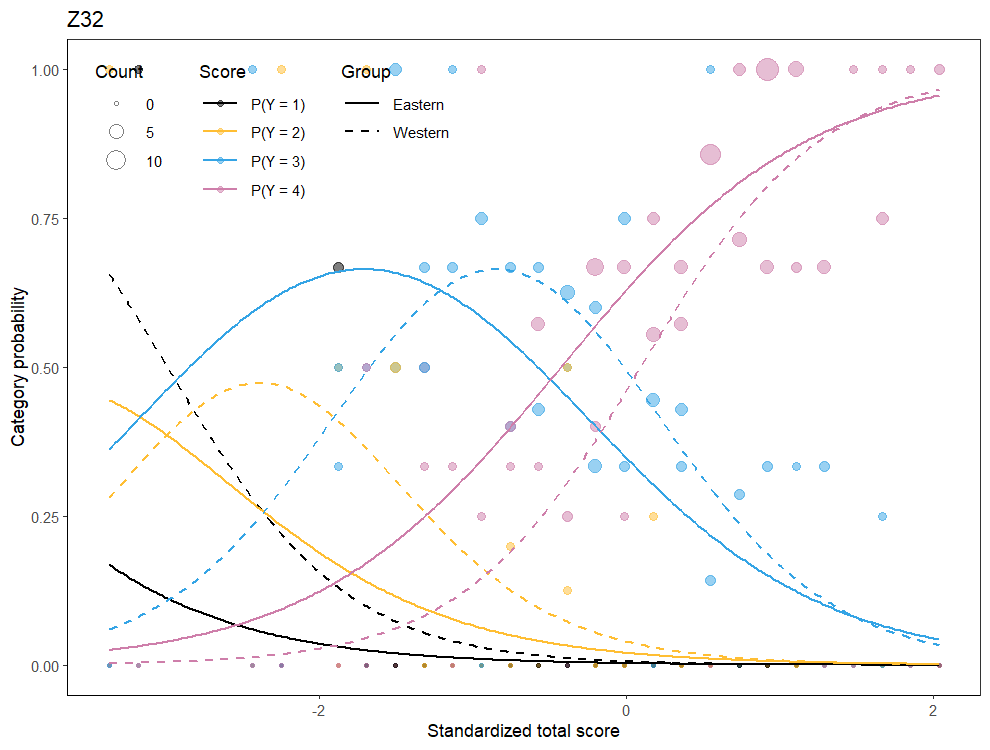 Z32
Count Score Group
0 P(Y = 1) Eastern
5 P(Y = 2) Western
10 P(Y = 3)
P(Y = 4)
1.00
0.75
0.50
0.25
0.00
Category probability
-2 0 2
Standardized total score